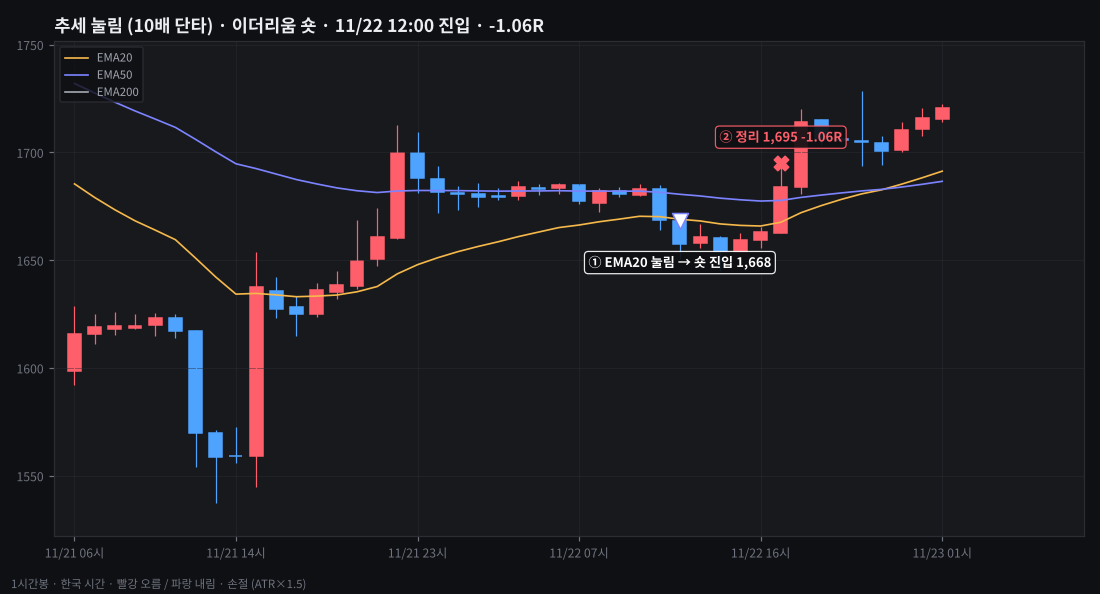 추세 눌림 (10배 단타) · 이더리움 숏 · 11/22 12:00 진입 · -1.06R
1750
EMA20
EMA50
EMA200
② 정리 1,695 -1.06R
1700
1650
① EMA20 눌림 → 숏 진입 1,668
1600
1550
11/21 06시 11/21 14시 11/21 23시 11/22 07시 11/22 16시 11/23 01시
1시간봉 · 한국 시간 · 빨강 오름 / 파랑 내림 · 손절 (ATR×1.5)